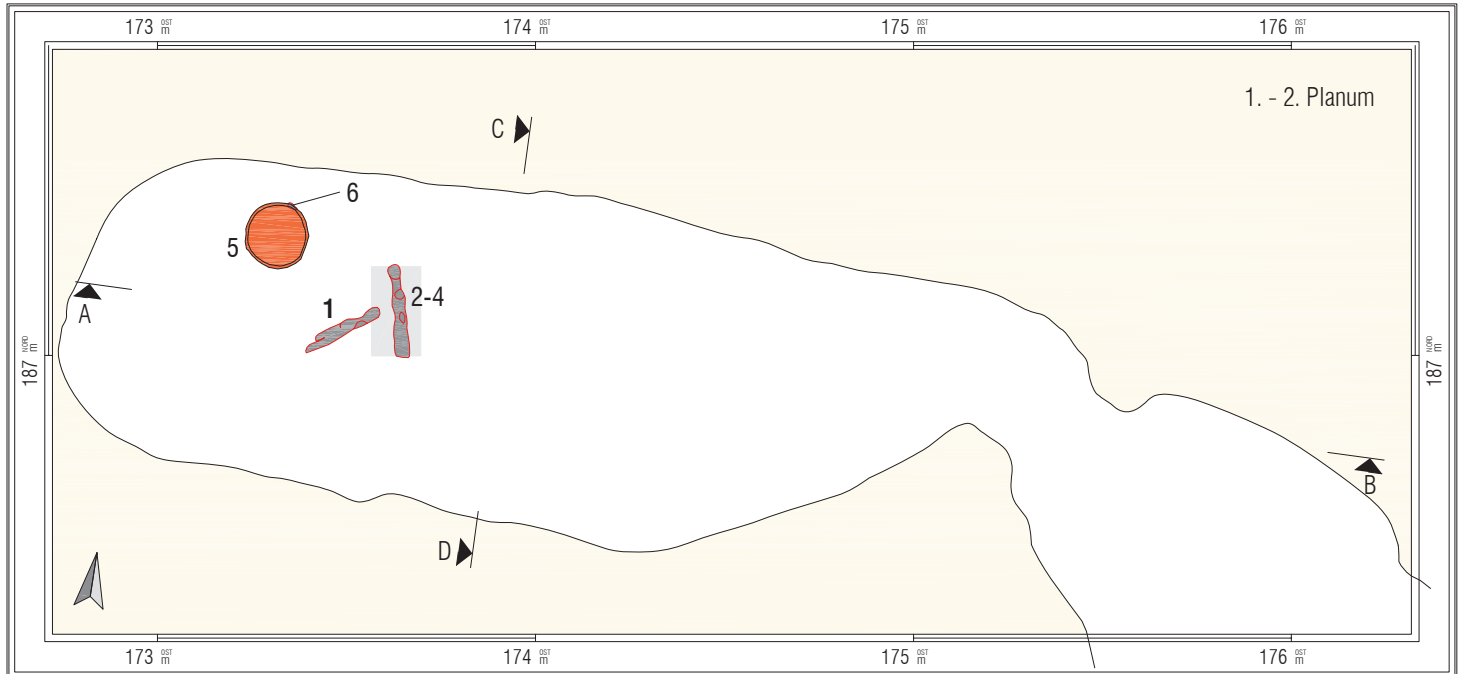 173 OST m 174 OST m 175 OST m 176 OST m
1. - 2. Planum
C
6
5
1 2-4
A
187 NORD m 187 NORD m
B
D
173 OST m 174 OST m 175 OST m 176 OST m